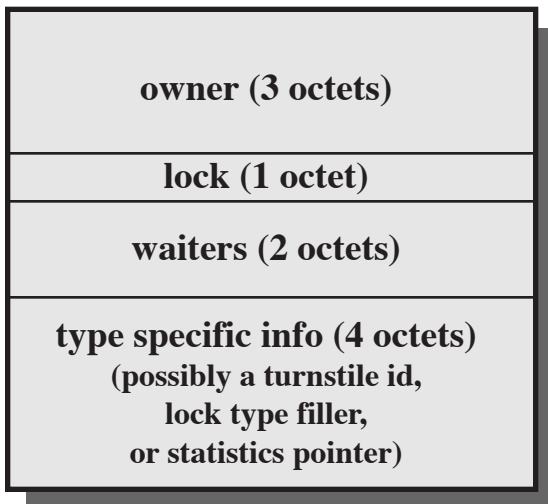 owner (3 octets)
lock (1 octet)
waiters (2 octets)
type specific info (4 octets)
(possibly a turnstile id,
lock type filler,
or statistics pointer)